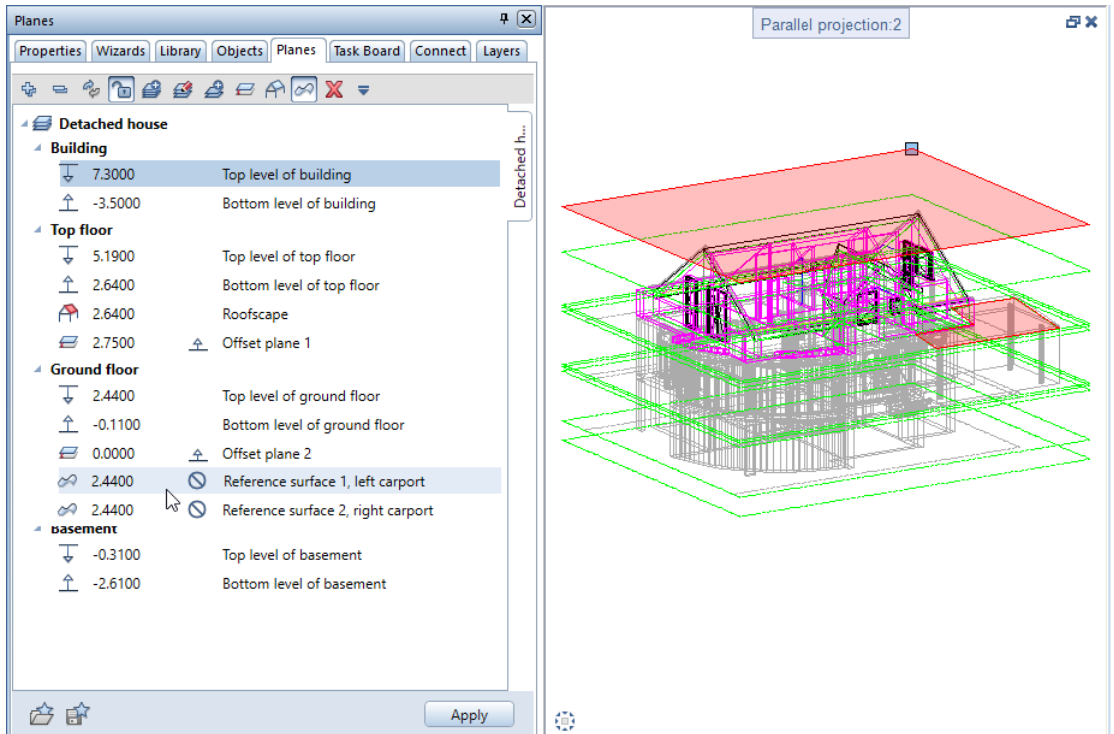 Planes
Properties Wizards Library Objects Planes Task Board Connect Layers
Detached house
Building
7.3000 Top level of building
-3.5000 Bottom level of building
Top floor
5.1900 Top level of top floor
2.6400 Bottom level of top floor
2.6400 Roofscape
2.7500 Offset plane 1
Ground floor
2.4400 Top level of ground floor
-0.1100 Bottom level of ground floor
0.0000 Offset plane 2
2.4400 Reference surface 1, left carport
2.4400 Reference surface 2, right carport
Basement
-0.3100 Top level of basement
-2.6100 Bottom level of basement
Detached h...
Apply
Parallel projection:2